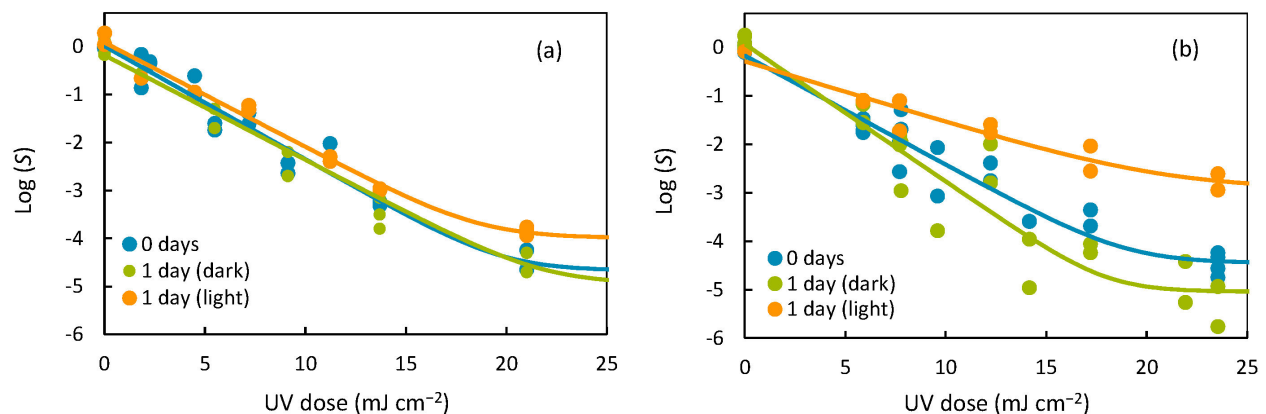 (a)
Log (S)
0
-1
-2
-3
-4
-5
-6
0 days
1 day (dark)
1 day (light)
0 5 10 15 20 25
UV dose (mJ cm⁻²)
(b)
Log (S)
0
-1
-2
-3
-4
-5
-6
0 days
1 day (dark)
1 day (light)
0 5 10 15 20 25
UV dose (mJ cm⁻²)